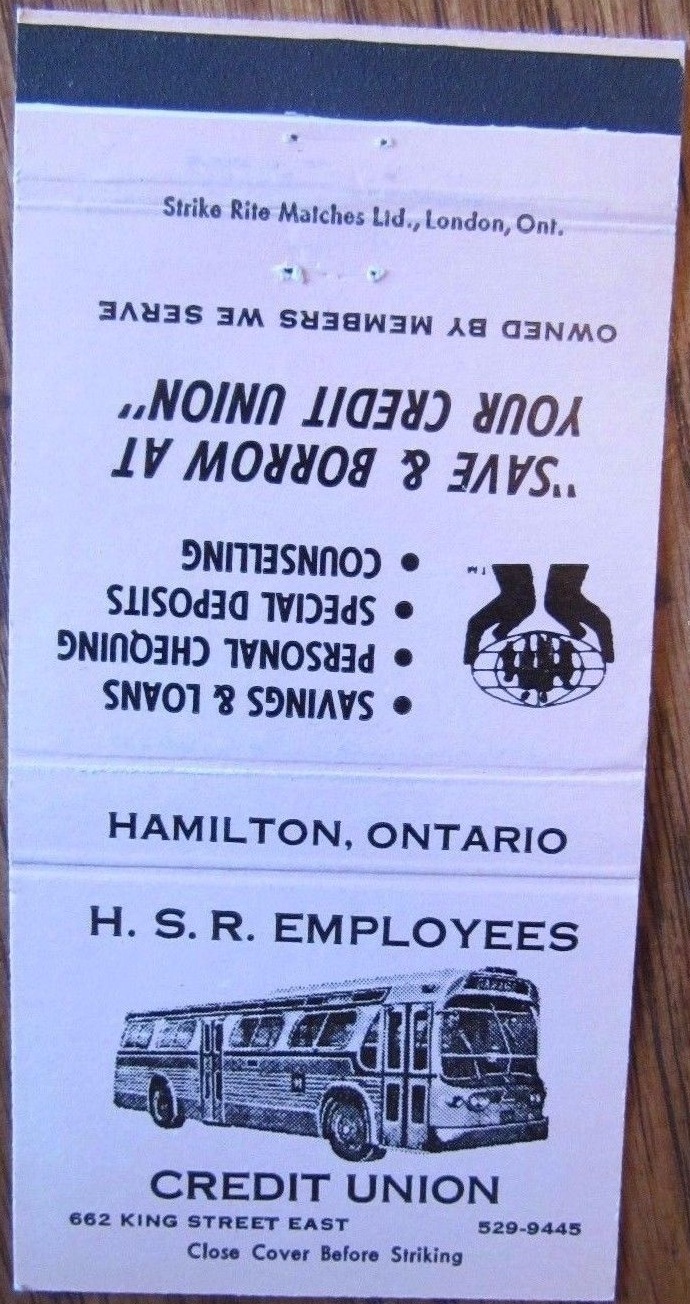 Strike Rite Matches Ltd., London, Ont.
• SAVINGS & LOANS
• PERSONAL CHEQUING
• SPECIAL DEPOSITS
• COUNSELLING
TM
"SAVE & BORROW AT
YOUR CREDIT UNION"
OWNED BY MEMBERS WE SERVE
HAMILTON, ONTARIO
H. S. R. EMPLOYEES
CREDIT UNION
662 KING STREET EAST 529-9445
Close Cover Before Striking